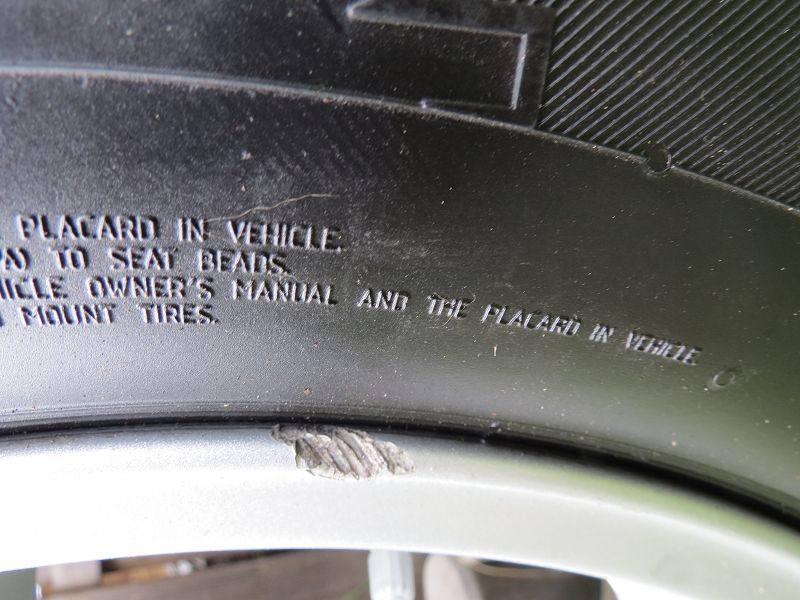 PLACARD IN VEHICLE.
TO SEAT BEADS.
OWNER'S MANUAL AND THE PLACARD IN VEHICLE.
MOUNT TIRES.